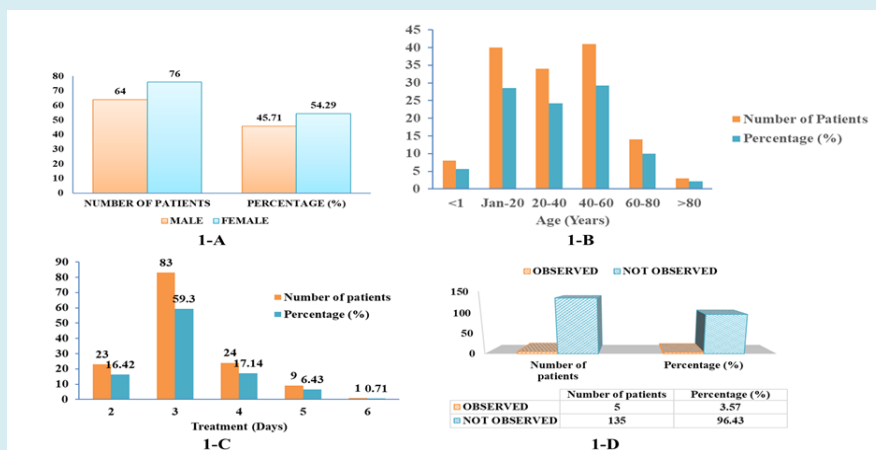 80
70
60
50
40
30
20
10
0
64
76
45.71
54.29
NUMBER OF PATIENTS PERCENTAGE (%)
MALE FEMALE
1-A
45
40
35
30
25
20
15
10
5
0
<1 Jan-20 20-40 40-60 60-80 >80
Age (Years)
Number of Patients
Percentage (%)
1-B
90
80
70
60
50
40
30
20
10
0
23
16.42
83
59.3
24
17.14
9
6.43
1 0.71
2 3 4 5 6
Treatment (Days)
Number of patients
Percentage (%)
1-C
OBSERVED NOT OBSERVED
150
100
50
0
Number of
patients
Percentage (%)
Number of patients Percentage (%)
OBSERVED 5 3.57
NOT OBSERVED 135 96.43
1-D